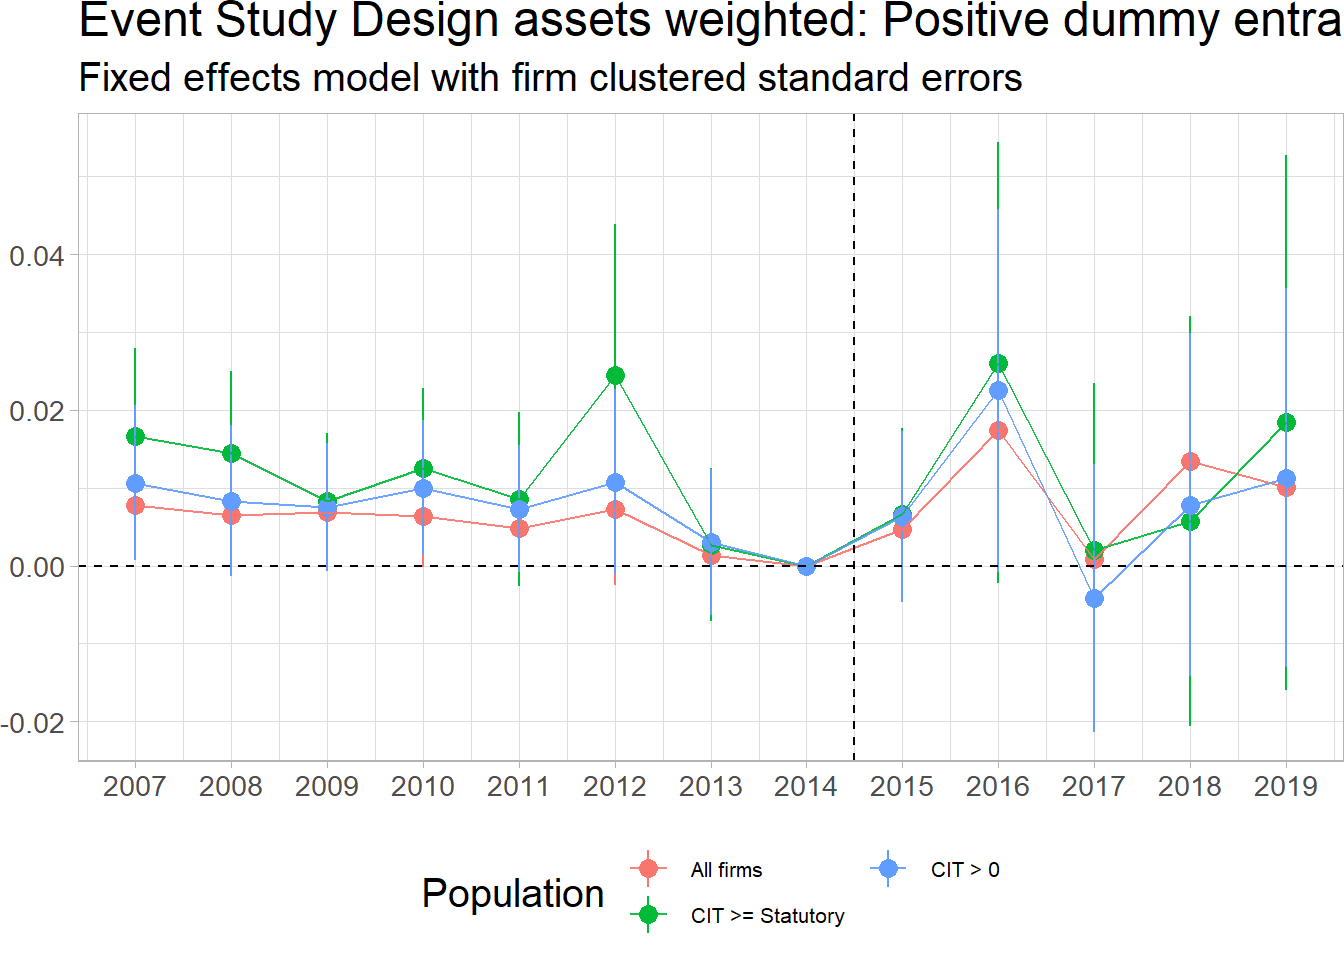 Event Study Design assets weighted: Positive dummy entra
Fixed effects model with firm clustered standard errors
0.04
0.02
0.00
-0.02
2007 2008 2009 2010 2011 2012 2013 2014 2015 2016 2017 2018 2019
Population
All firms
CIT >= Statutory
CIT > 0